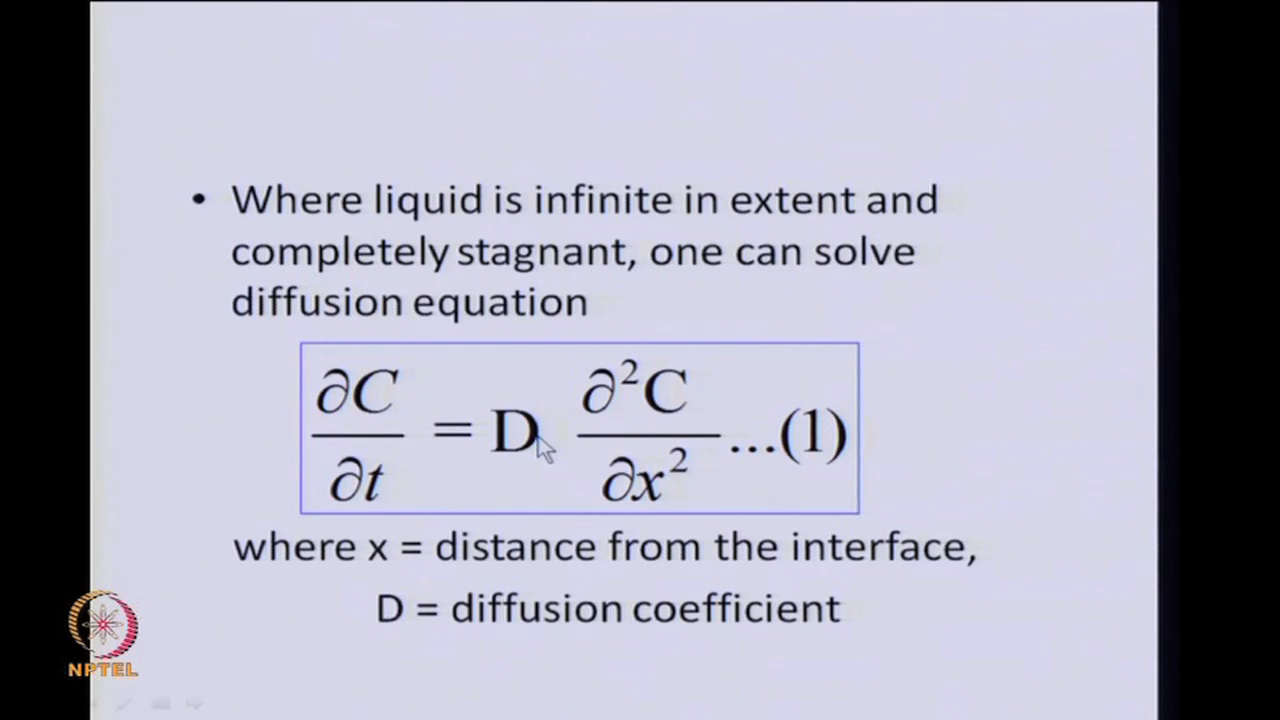 • Where liquid is infinite in extent and
completely stagnant, one can solve
diffusion equation
∂C/∂t = D ∂²C/∂x² ...(1)
where x = distance from the interface,
D = diffusion coefficient
NPTEL